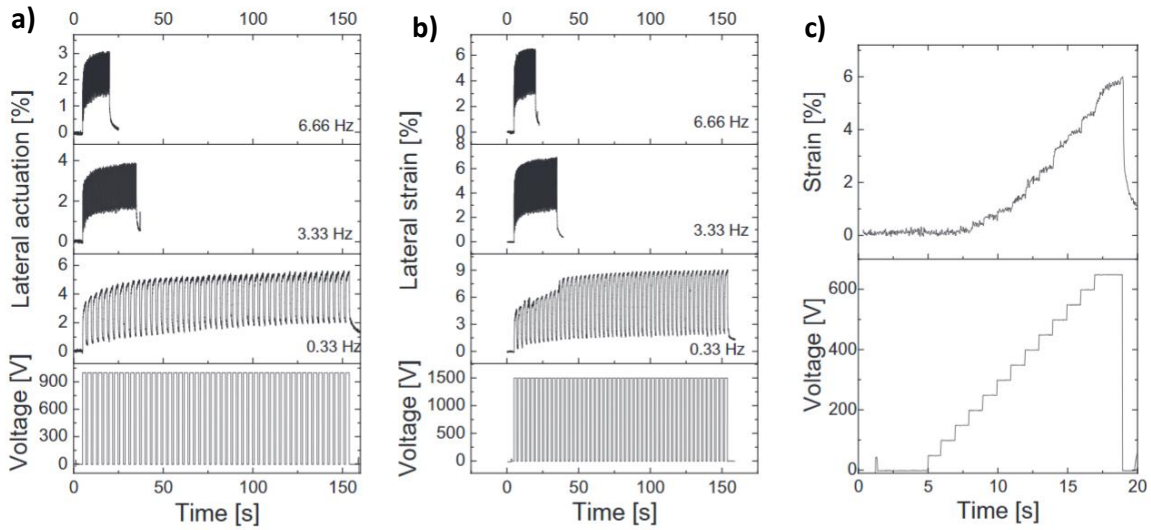 a)
0 50 100 150
3
2
1
0
6.66 Hz
4
2
0
3.33 Hz
6
5
4
3
2
1
0
0.33 Hz
Lateral actuation [%]
900
600
300
0
Voltage [V]
0 50 100 150
Time [s]
b)
0 50 100 150
6
4
2
0
6.66 Hz
8
6
4
2
0
3.33 Hz
9
6
3
0
0.33 Hz
Lateral strain [%]
1500
1000
500
0
Voltage [V]
0 50 100 150
Time [s]
c)
6
4
2
0
Strain [%]
600
400
200
0
Voltage [V]
0 5 10 15 20
Time [s]